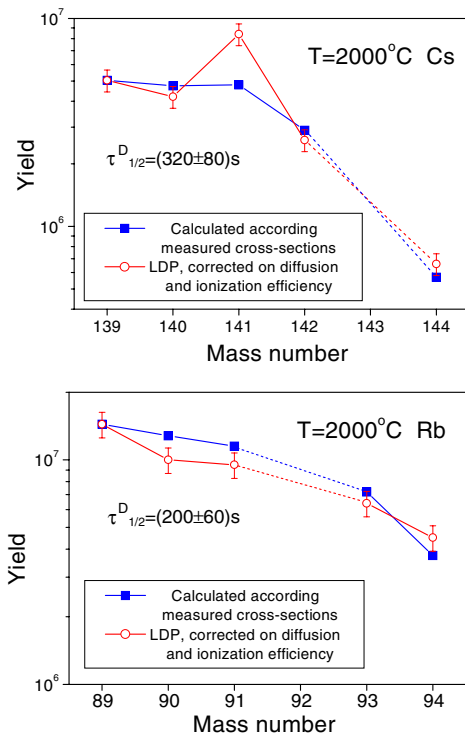 10^7
T=2000°C Cs
Yield
τ^D_1/2=(320±80)s
10^6
Calculated according
measured cross-sections
LDP, corrected on diffusion
and ionization efficiency
139 140 141 142 143 144
Mass number
T=2000°C Rb
10^7
Yield
τ^D_1/2=(200±60)s
Calculated according
measured cross-sections
LDP, corrected on diffusion
and ionization efficiency
10^6
89 90 91 92 93 94
Mass number